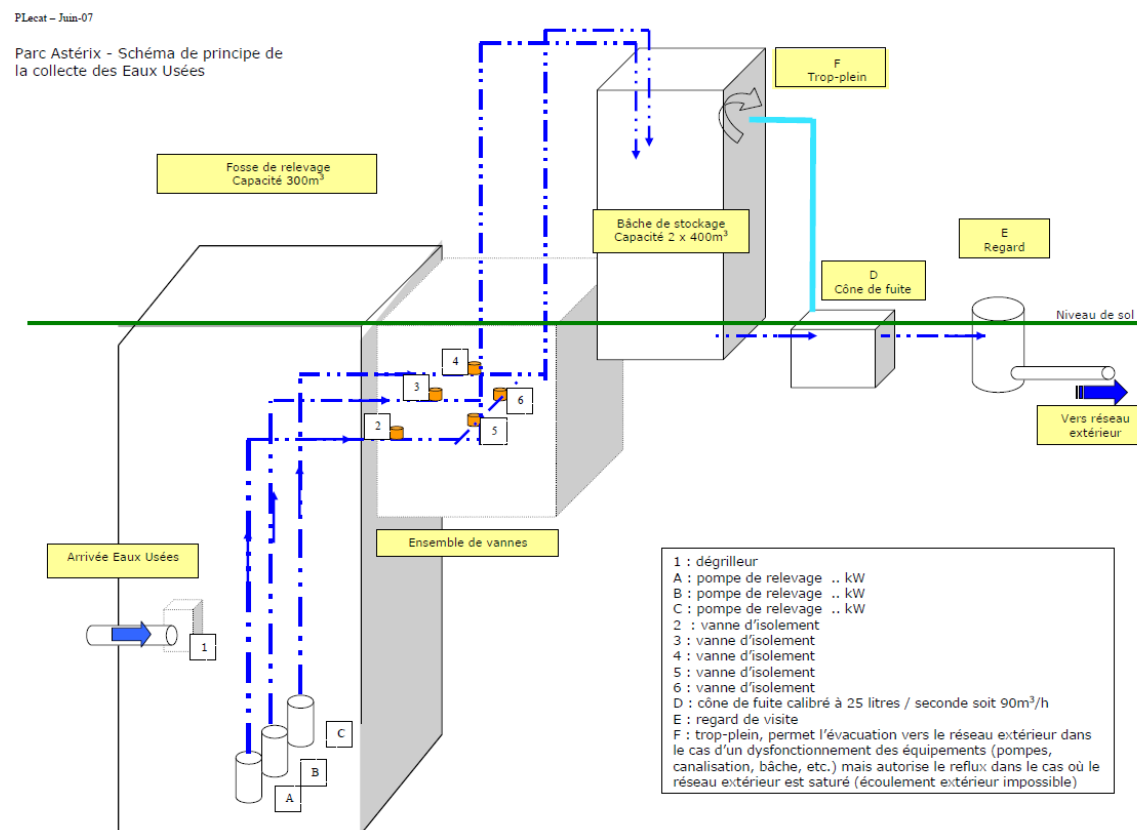 PLecat – Juin-07
Parc Astérix - Schéma de principe de
la collecte des Eaux Usées
F
Trop-plein
Fosse de relevage
Capacité 300m³
Bâche de stockage
Capacité 2 x 400m³
E
Regard
D
Cône de fuite
Niveau de sol
4
3
6
2
5
Vers réseau
extérieur
Ensemble de vannes
Arrivée Eaux Usées
1
C
B
A
1 : dégrilleur
A : pompe de relevage .. kW
B : pompe de relevage .. kW
C : pompe de relevage .. kW
2 : vanne d'isolement
3 : vanne d'isolement
4 : vanne d'isolement
5 : vanne d'isolement
6 : vanne d'isolement
D : cône de fuite calibré à 25 litres / seconde soit 90m³/h
E : regard de visite
F : trop-plein, permet l'évacuation vers le réseau extérieur dans
le cas d'un dysfonctionnement des équipements (pompes,
canalisation, bâche, etc.) mais autorise le reflux dans le cas où le
réseau extérieur est saturé (écoulement extérieur impossible)